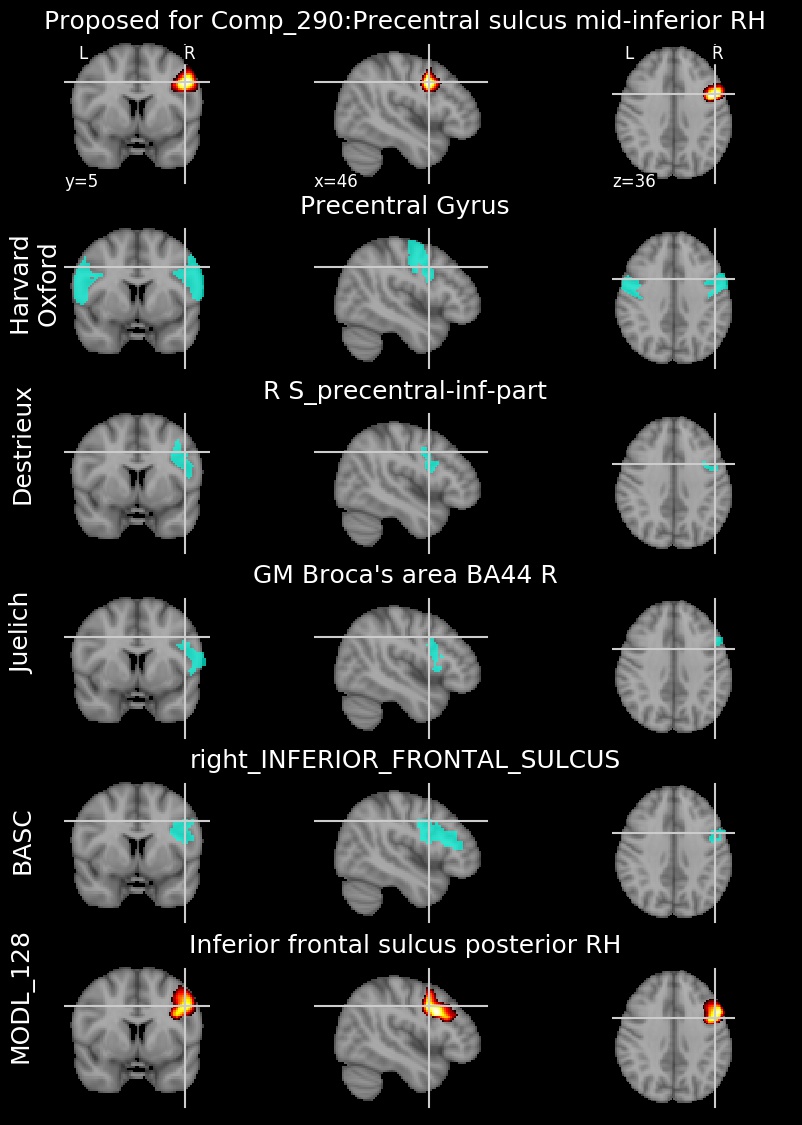 Proposed for Comp_290:Precentral sulcus mid-inferior RH
L R L R
y=5 x=46 z=36
Precentral Gyrus
Harvard
Oxford
R S_precentral-inf-part
Destrieux
GM Broca's area BA44 R
Juelich
right_INFERIOR_FRONTAL_SULCUS
BASC
Inferior frontal sulcus posterior RH
MODL_128